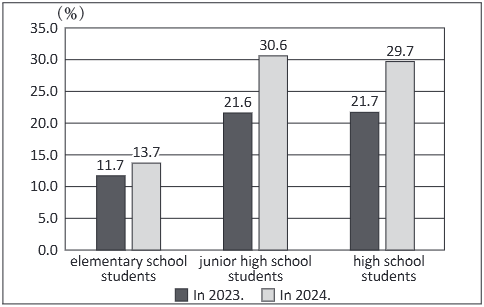 (%)
35.0
30.0
25.0
20.0
15.0
10.0
5.0
0.0
11.7
13.7
21.6
30.6
21.7
29.7
elementary school
students
junior high school
students
high school
students
In 2023. In 2024.